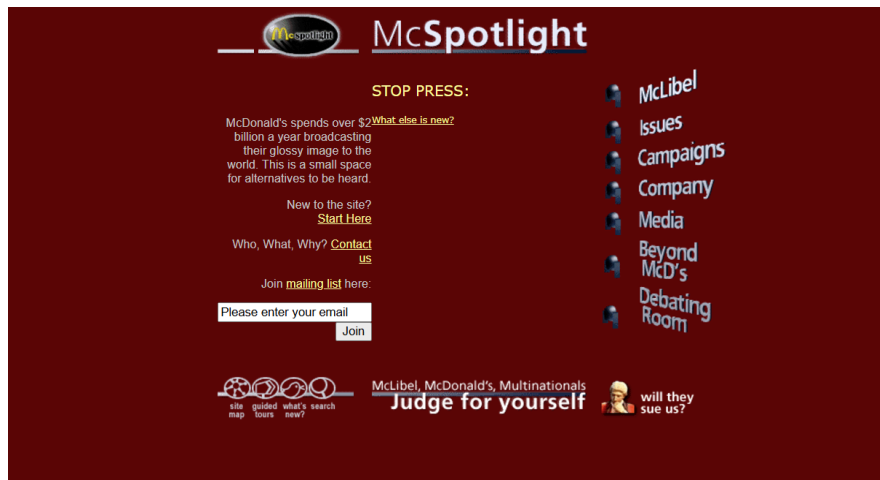 Mcspotlight
McSpotlight
STOP PRESS:
What else is new?
McDonald's spends over $2
billion a year broadcasting
their glossy image to the
world. This is a small space
for alternatives to be heard.
New to the site?
Start Here
Who, What, Why? Contact
us
Join mailing list here:
Please enter your email
Join
McLibel
Issues
Campaigns
Company
Media
Beyond
McD's
Debating
Room
site guided what's search
map tours new?
McLibel, McDonald's, Multinationals
Judge for yourself
will they
sue us?